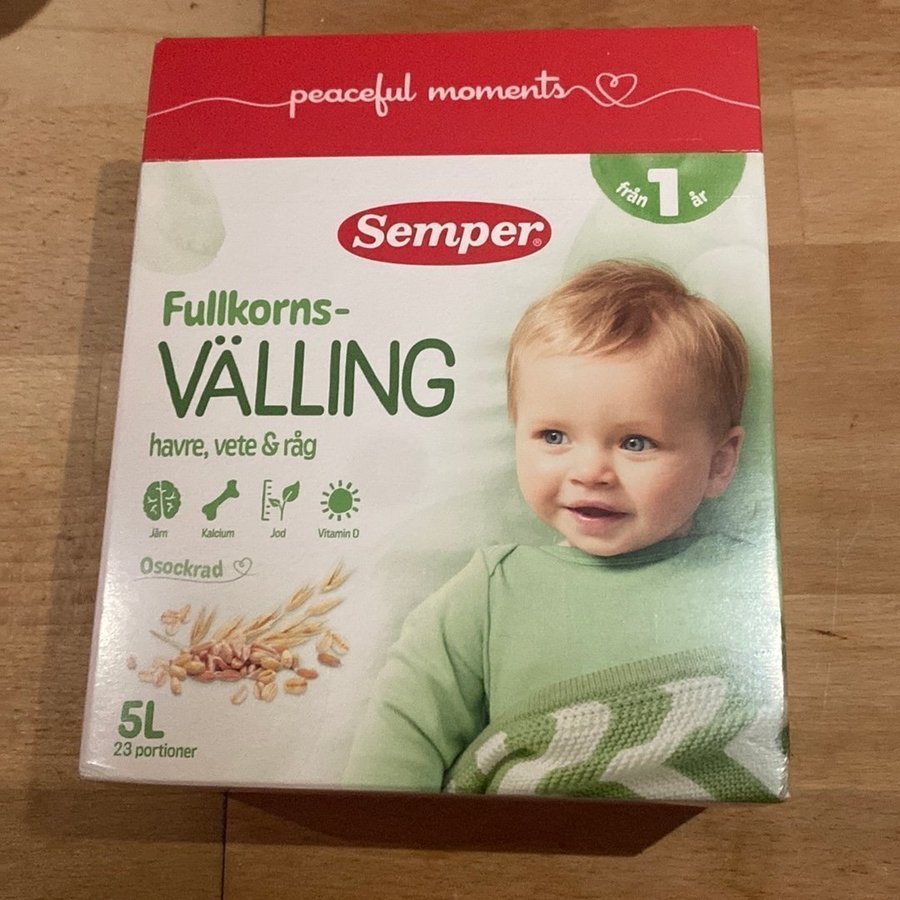 peaceful moments
från 1 år
Semper®
Fullkorns-
VÄLLING
havre, vete & råg
Järn Kalcium Jod Vitamin D
Osockrad
5L
23 portioner